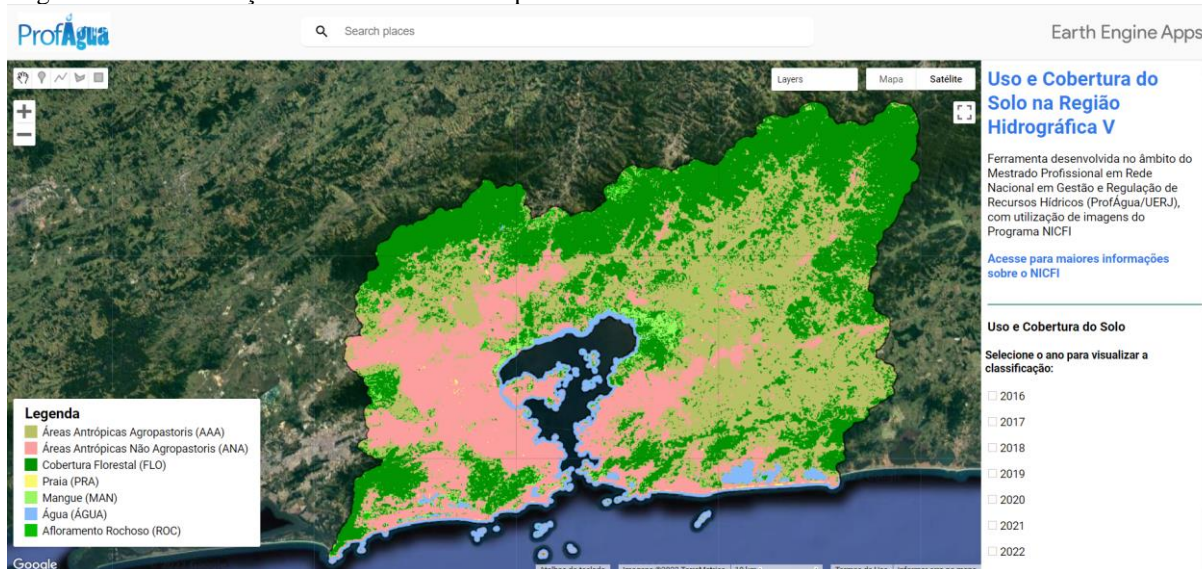 ProfÁgua
Search places
Earth Engine Apps
Layers
Mapa
Satélite
Uso e Cobertura do
Solo na Região
Hidrográfica V
Ferramenta desenvolvida no âmbito do
Mestrado Profissional em Rede
Nacional em Gestão e Regulação de
Recursos Hídricos (ProfÁgua/UERJ),
com utilização de imagens do
Programa NICFI
Acesse para maiores informações
sobre o NICFI
Uso e Cobertura do Solo
Selecione o ano para visualizar a
classificação:
2016
2017
2018
2019
2020
2021
2022
Legenda
Áreas Antrópicas Agropastoris (AAA)
Áreas Antrópicas Não Agropastoris (ANA)
Cobertura Florestal (FLO)
Praia (PRA)
Mangue (MAN)
Água (ÁGUA)
Afloramento Rochoso (ROC)
Google